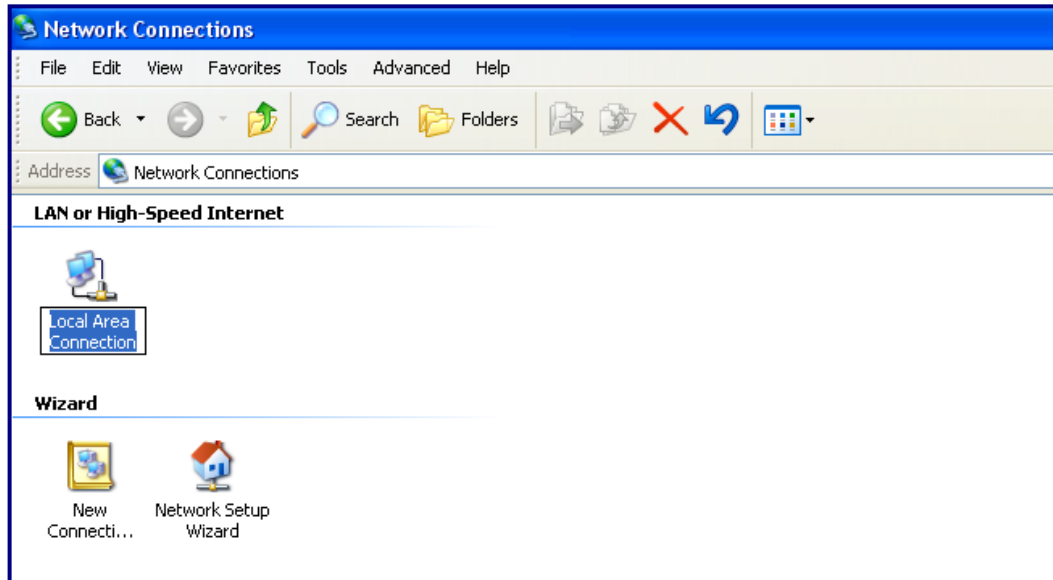 Network Connections
File Edit View Favorites Tools Advanced Help
Back Search Folders
Address Network Connections
LAN or High-Speed Internet
Local Area
Connection
Wizard
New
Connecti...
Network Setup
Wizard